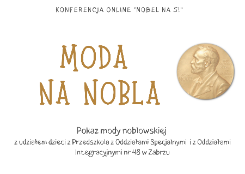 KONFERENCJA ONLINE "NOBEL NA 5!"
MODA
NA NOBLA
Pokaz mody noblowskiej
z udziałem dzieci z Przedszkola z Oddziałami Specjalnymi i z Oddziałami
Integracyjnymi nr 48 w Zabrzu